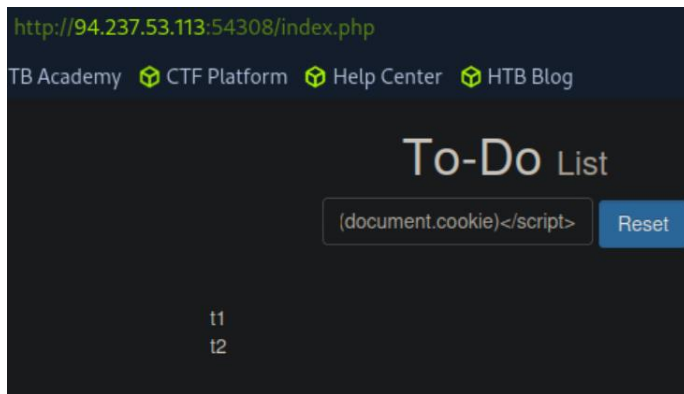 http://94.237.53.113:54308/index.php
TB Academy CTF Platform Help Center HTB Blog
To-Do List
(document.cookie)</script> Reset
t1
t2